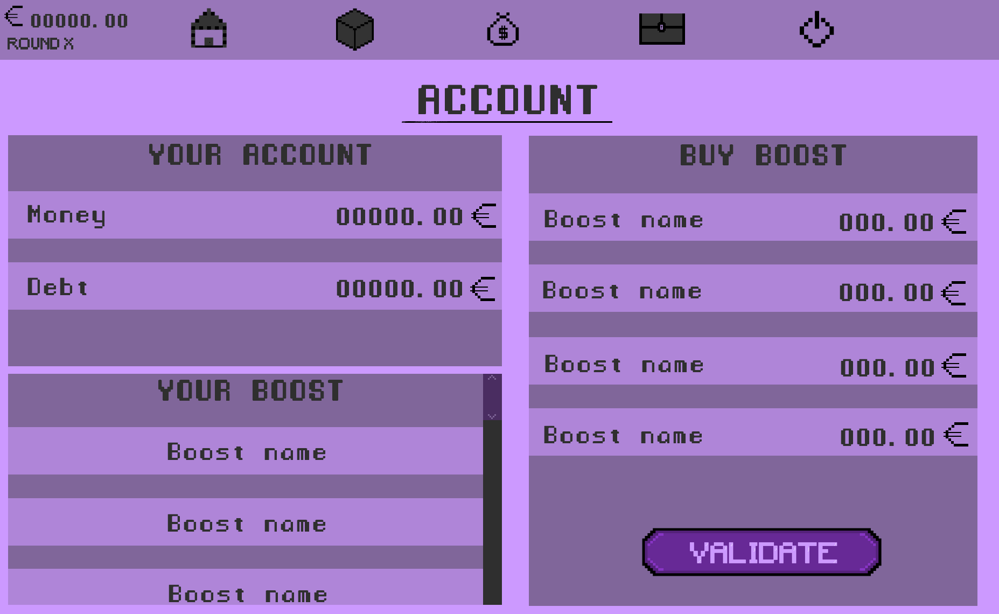 € 00000.00
ROUND X
$
ACCOUNT
YOUR ACCOUNT
Money 00000.00 €
Debt 00000.00 €
YOUR BOOST
Boost name
Boost name
Boost name
BUY BOOST
Boost name 000.00 €
Boost name 000.00 €
Boost name 000.00 €
Boost name 000.00 €
VALIDATE